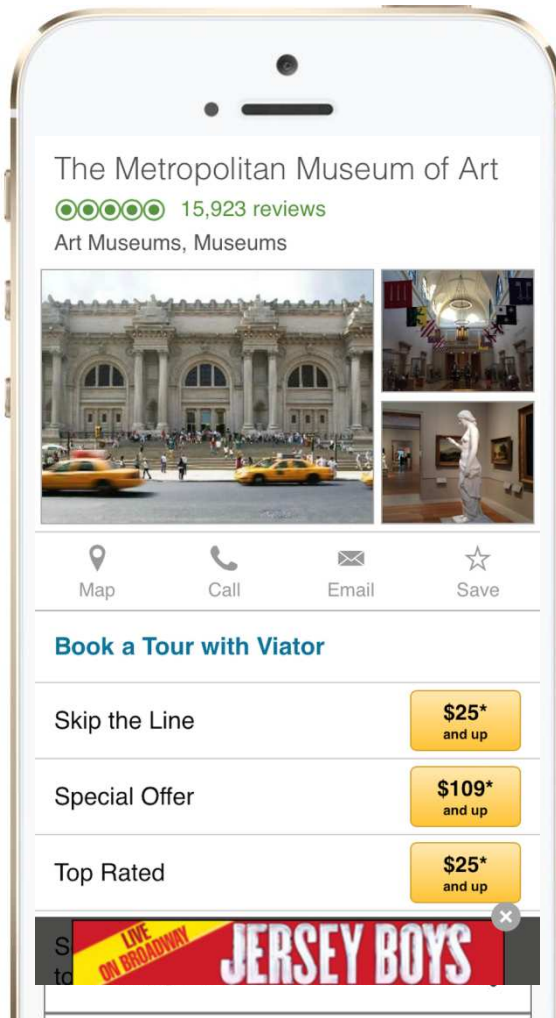 The Metropolitan Museum of Art
15,923 reviews
Art Museums, Museums
Map Call Email Save
Book a Tour with Viator
Skip the Line
$25*
and up
Special Offer
$109*
and up
Top Rated
$25*
and up
LIVE
ON BROADWAY
JERSEY BOYS